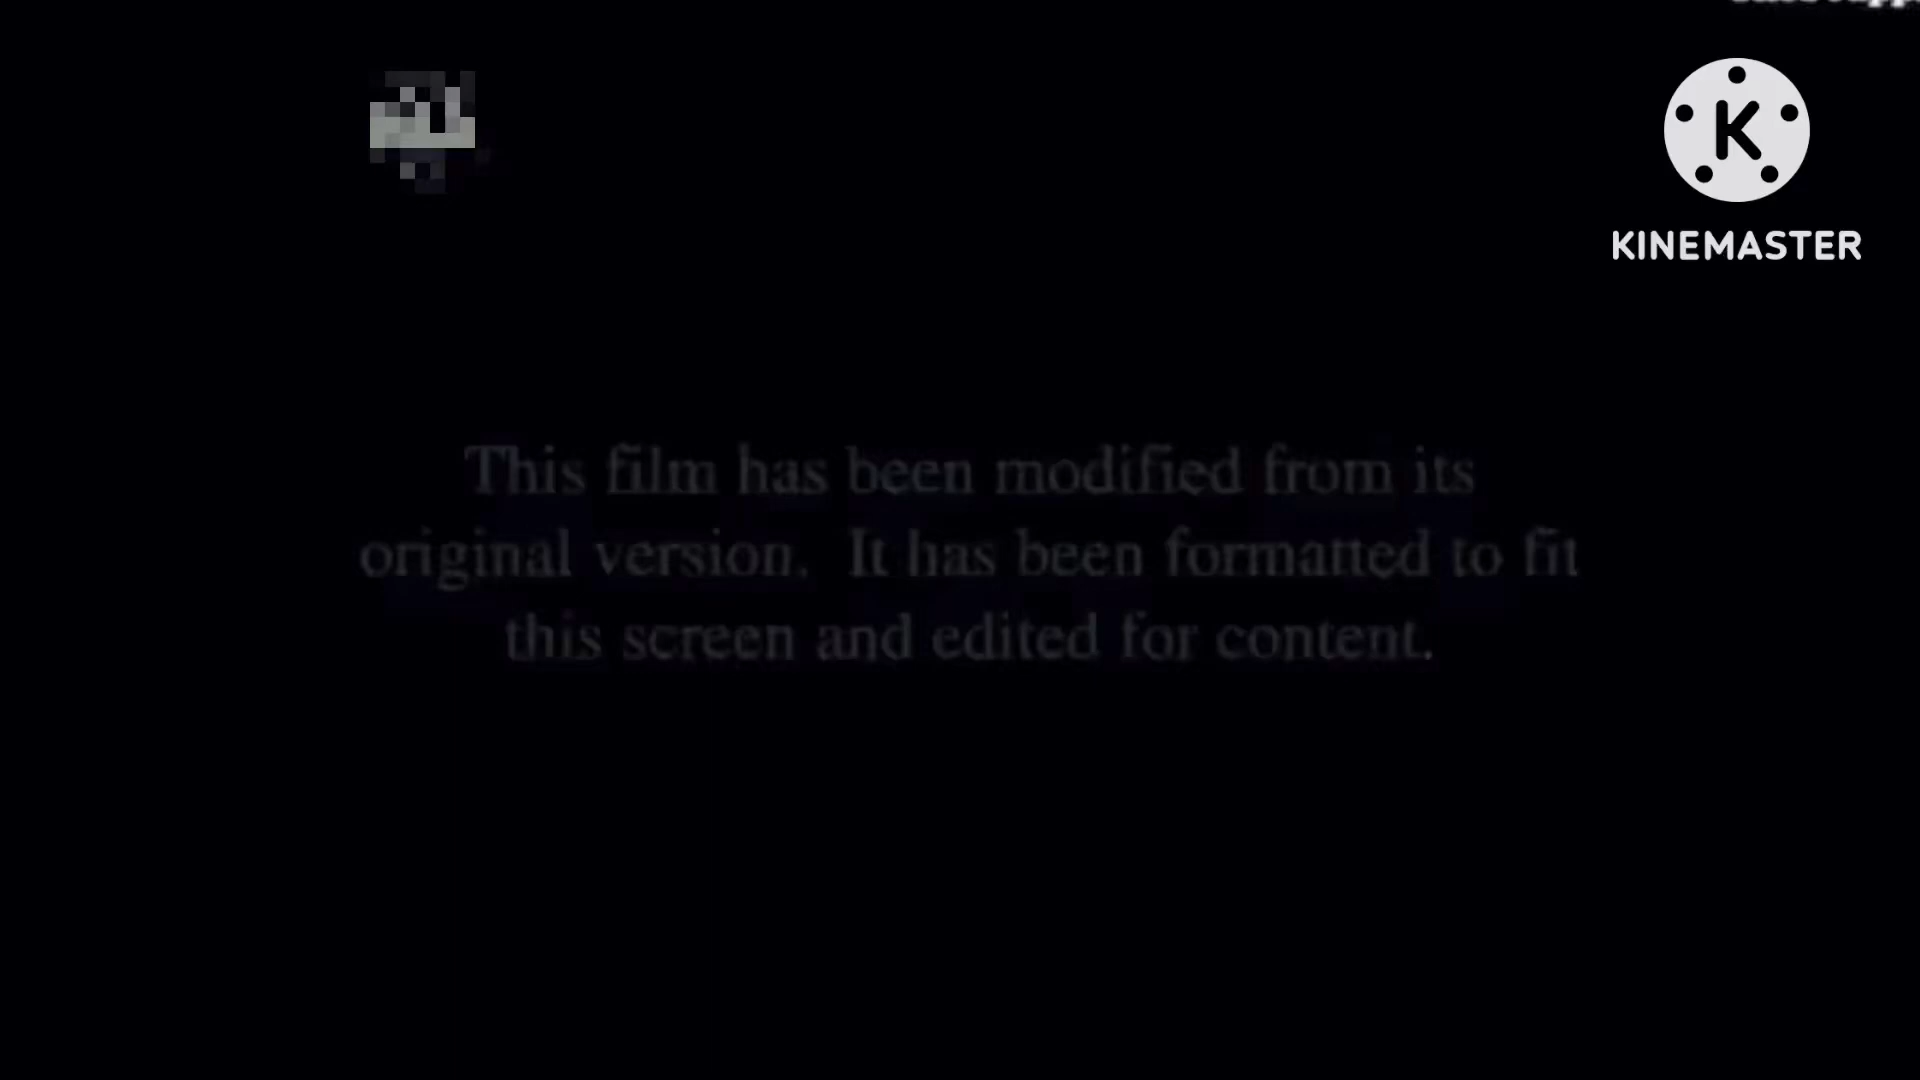 K
KINEMASTER
This film has been modified from its
original version. It has been formatted to fit
this screen and edited for content.